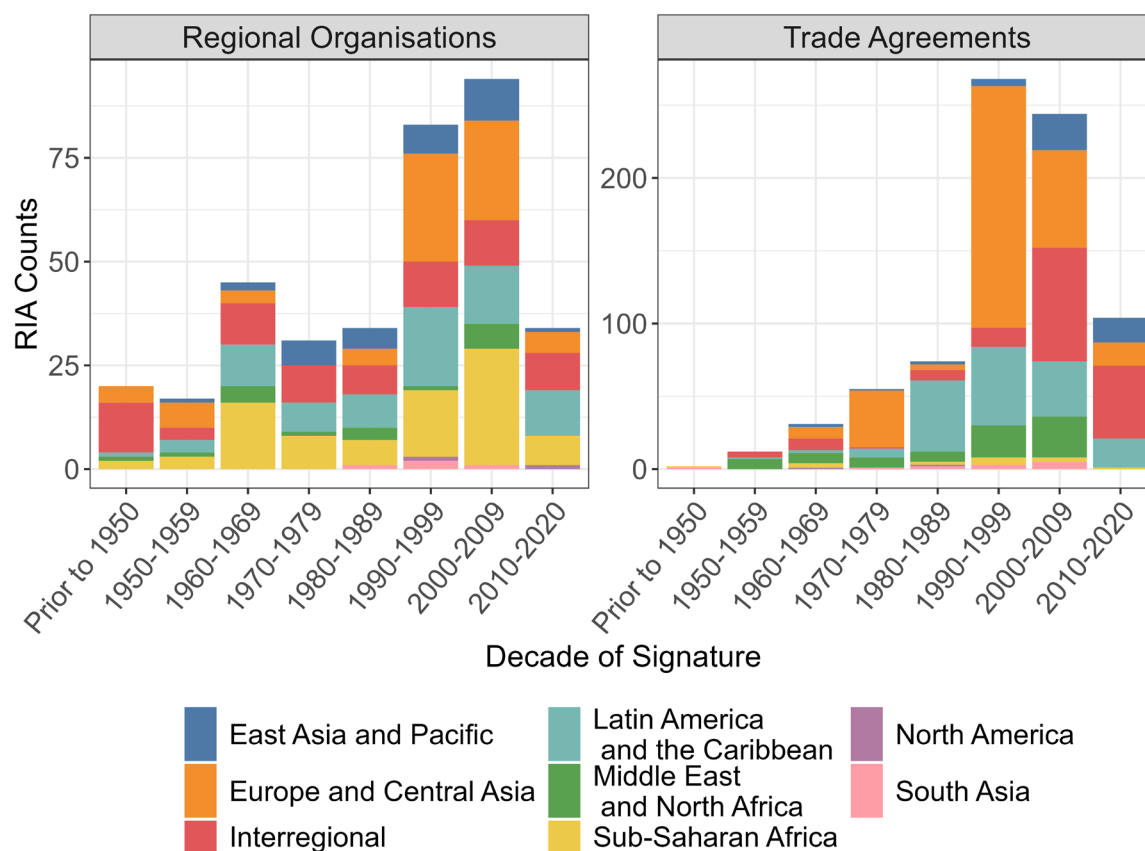 Regional Organisations
Trade Agreements
RIA Counts
75
50
25
0
200
100
0
Prior to 1950
1950-1959
1960-1969
1970-1979
1980-1989
1990-1999
2000-2009
2010-2020
Prior to 1950
1950-1959
1960-1969
1970-1979
1980-1989
1990-1999
2000-2009
2010-2020
Decade of Signature
East Asia and Pacific
Europe and Central Asia
Interregional
Latin America
and the Caribbean
Middle East
and North Africa
Sub-Saharan Africa
North America
South Asia